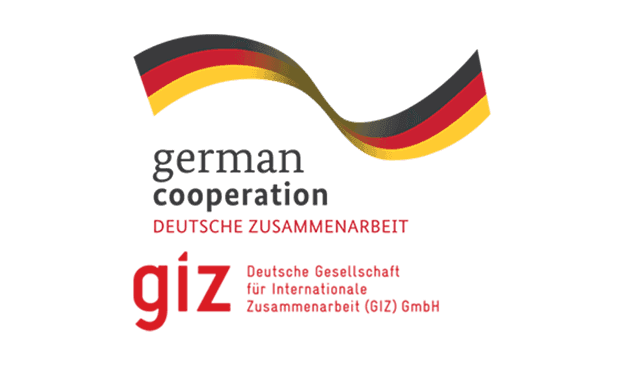 german
cooperation
DEUTSCHE ZUSAMMENARBEIT
giz
Deutsche Gesellschaft
für Internationale
Zusammenarbeit (GIZ) GmbH